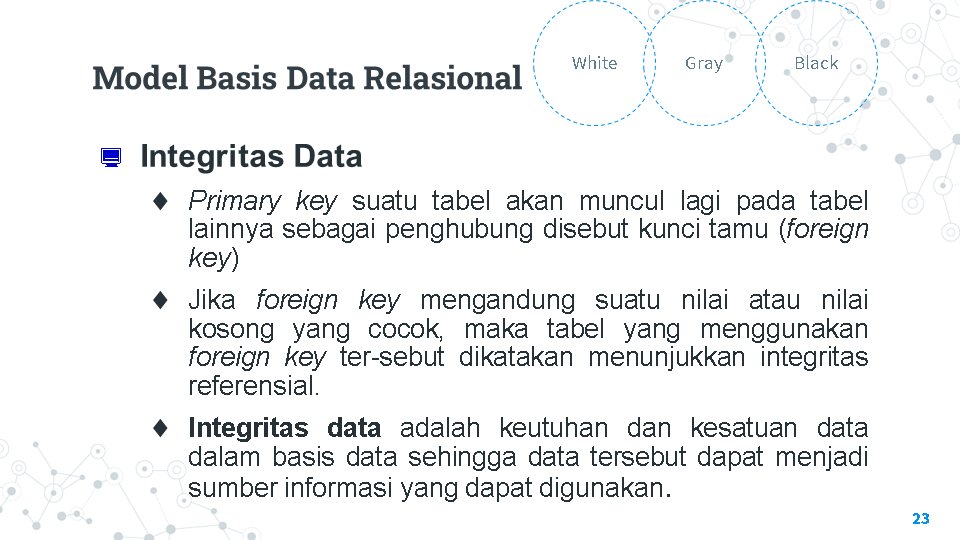 White
Gray
Black
Model Basis Data Relasional
Integritas Data
Primary key suatu tabel akan muncul lagi pada tabel
lainnya sebagai penghubung disebut kunci tamu (foreign
key)
Jika foreign key mengandung suatu nilai atau nilai
kosong yang cocok, maka tabel yang menggunakan
foreign key ter-sebut dikatakan menunjukkan integritas
referensial.
Integritas data adalah keutuhan dan kesatuan data
dalam basis data sehingga data tersebut dapat menjadi
sumber informasi yang dapat digunakan.
23